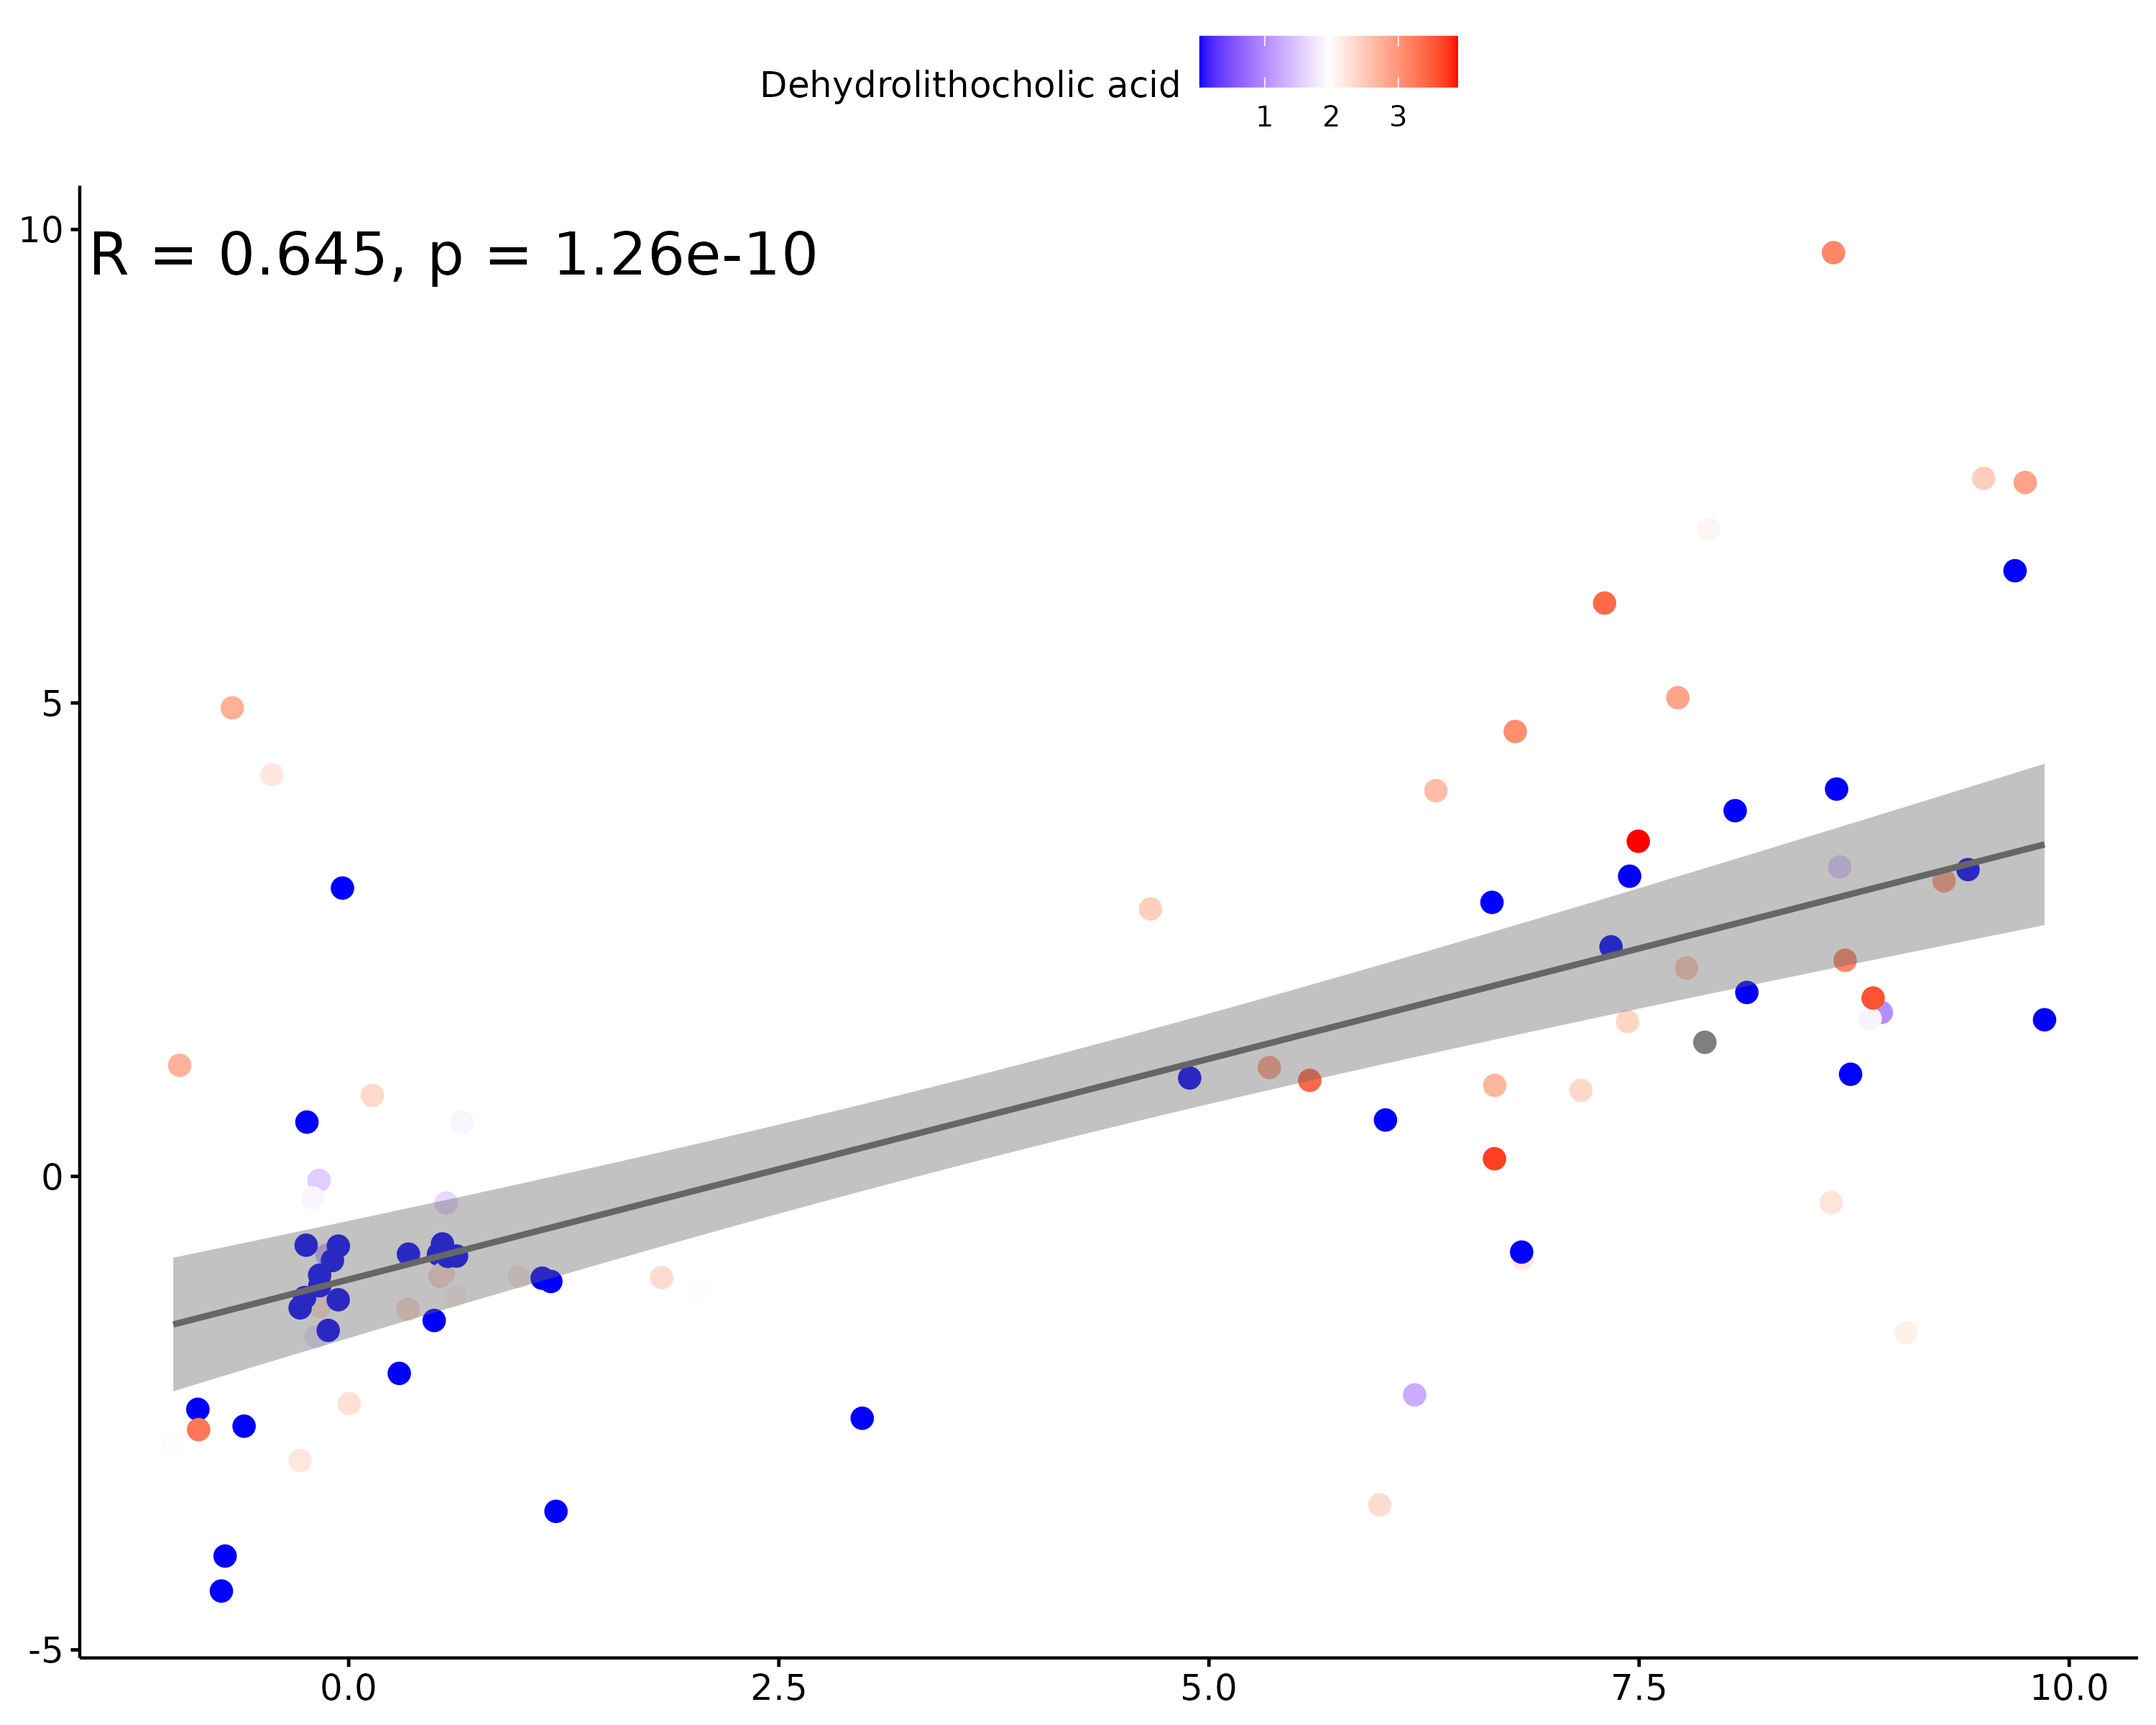 Dehydrolithocholic acid
1 2 3
R = 0.645, p = 1.26e-10
10
5
0
-5
0.0 2.5 5.0 7.5 10.0